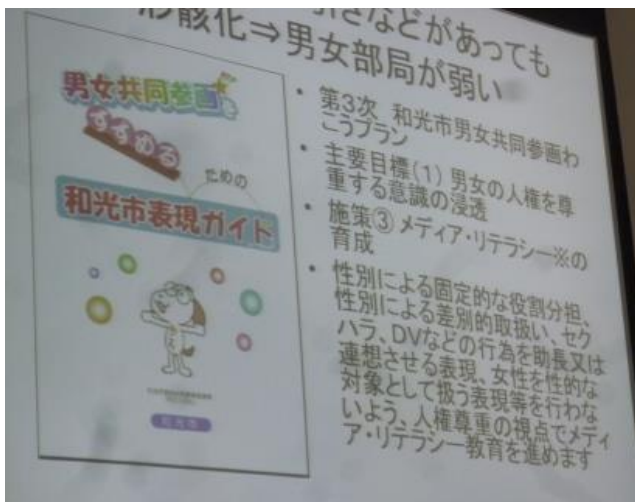 引きなどがあっても
形骸化⇒男女部局が弱い
男女共同参画を
すすめる
ための
和光市表現ガイド
和光市
・ 第3次 和光市男女共同参画わ
こうプラン
・ 主要目標(1) 男女の人権を尊
重する意識の浸透
・ 施策③ メディア・リテラシー※の
育成
・ 性別による固定的な役割分担、
性別による差別的取扱い、セク
ハラ、DVなどの行為を助長又は
連想させる表現、女性を性的な
対象として扱う表現等を行わな
いよう、人権尊重の視点でメディ
ア・リテラシー教育を進めます